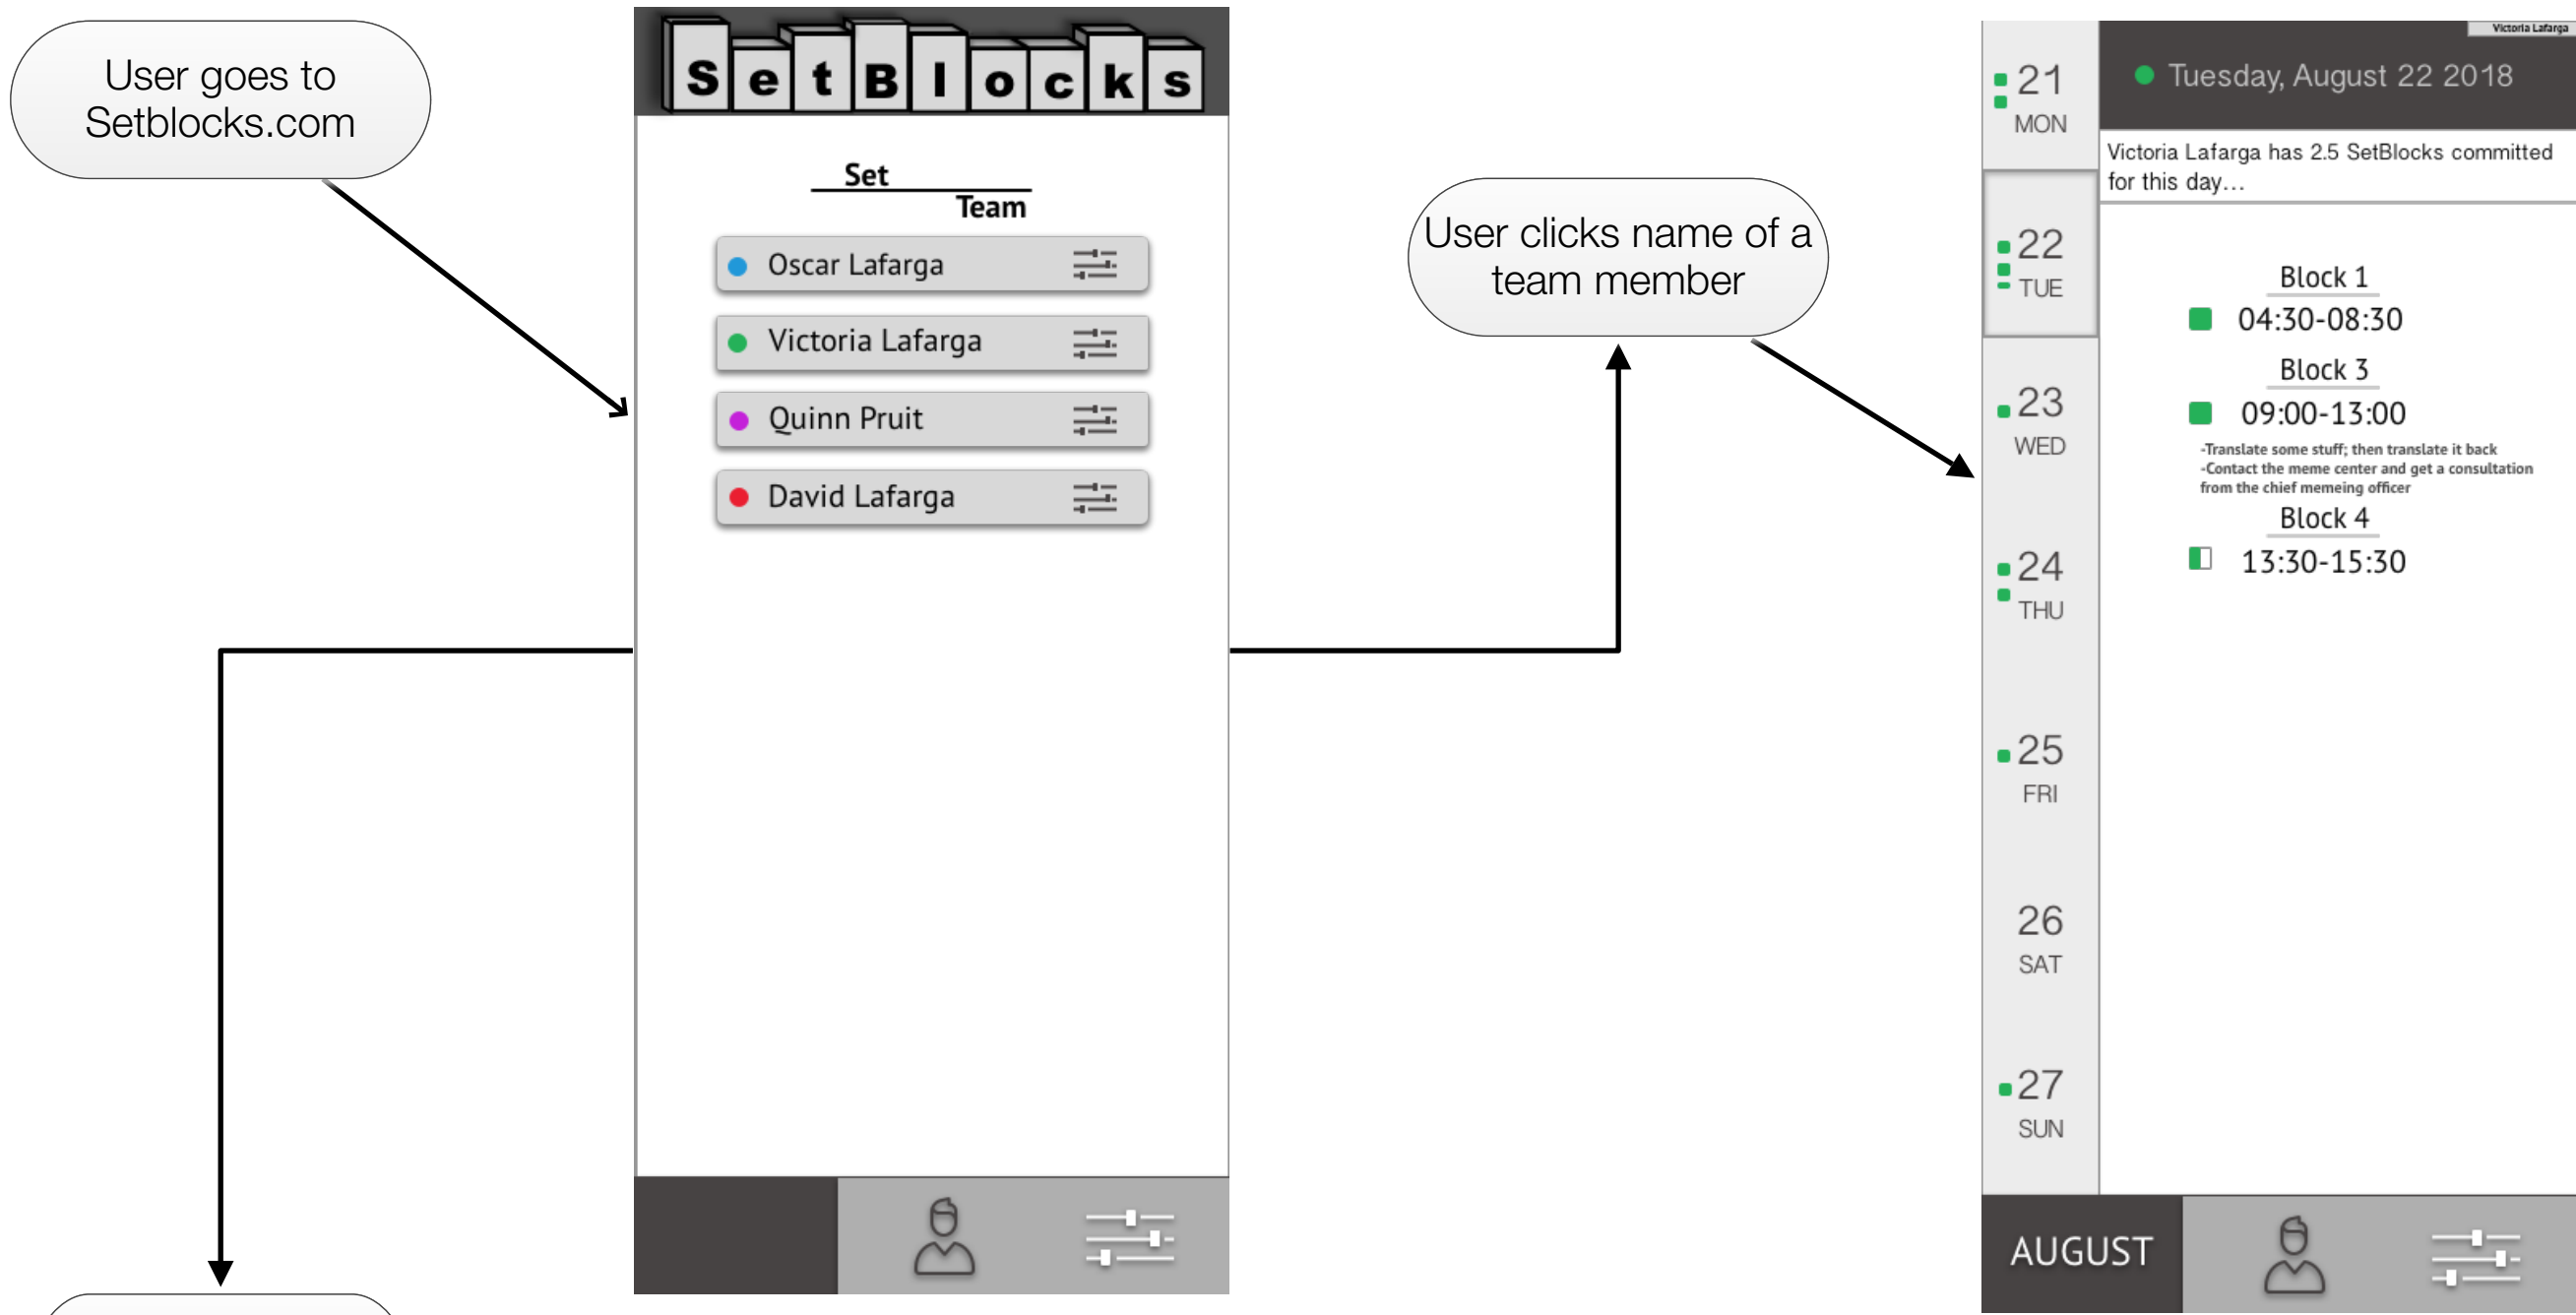 User goes to
Setblocks.com
SetBlocks
Set
Team
Oscar Lafarga
Victoria Lafarga
Quinn Pruit
David Lafarga
User clicks name of a
team member
Victoria Lafarga
Tuesday, August 22 2018
Victoria Lafarga has 2.5 SetBlocks committed
for this day...
21
MON
22
TUE
23
WED
24
THU
25
FRI
26
SAT
27
SUN
Block 1
04:30-08:30
Block 3
09:00-13:00
-Translate some stuff; then translate it back
-Contact the meme center and get a consultation
from the chief memeing officer
Block 4
13:30-15:30
AUGUST